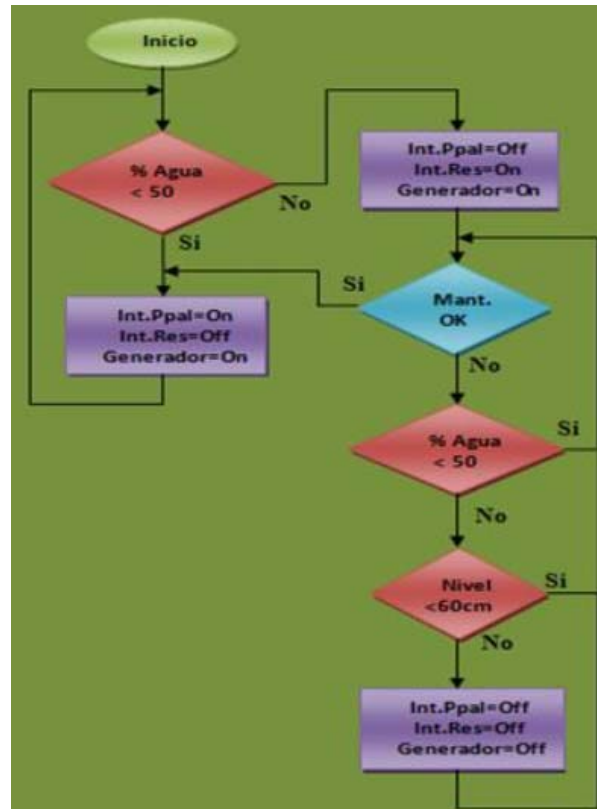 Inicio
% Agua
< 50
No
Si
Int.Ppal=On
Int.Res=Off
Generador=On
Int.Ppal=Off
Int.Res=On
Generador=On
Si
Mant.
OK
No
% Agua
< 50
Si
No
Nivel
<60cm
Si
No
Int.Ppal=Off
Int.Res=Off
Generador=Off